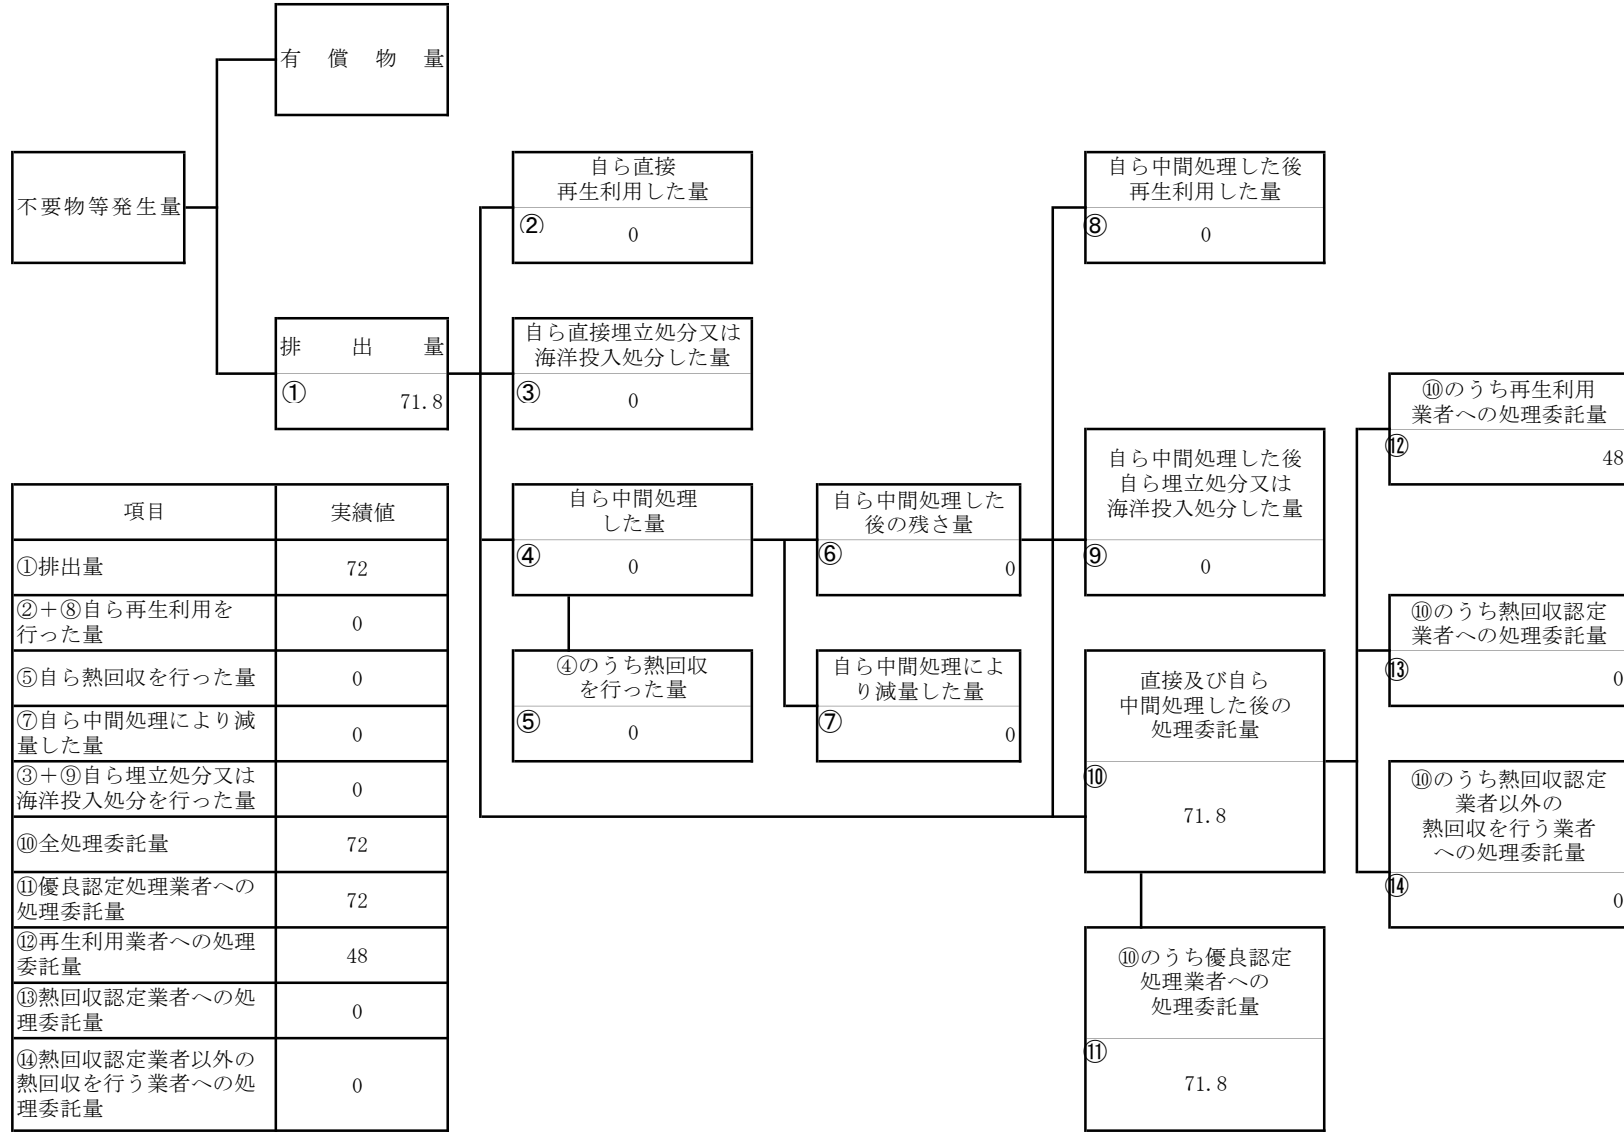 有償物量
不要物等発生量
自ら直接
再生利用した量
②
0
自ら中間処理した後
再生利用した量
⑧
0
排出量
①
71.8
自ら直接埋立処分又は
海洋投入処分した量
③
0
⑩のうち再生利用
業者への処理委託量
⑫
48
自ら中間処理
した量
④
0
自ら中間処理した
後の残さ量
⑥
0
自ら中間処理した後
自ら埋立処分又は
海洋投入処分した量
⑨
0
⑩のうち熱回収認定
業者への処理委託量
⑬
0
④のうち熱回収
を行った量
⑤
0
自ら中間処理によ
り減量した量
⑦
0
直接及び自ら
中間処理した後の
処理委託量
⑩
71.8
⑩のうち熱回収認定
業者以外の
熱回収を行う業者
への処理委託量
⑭
0
⑩のうち優良認定
処理業者への
処理委託量
⑪
71.8
項目 実績値
①排出量 72
②＋⑧自ら再生利用を
行った量 0
⑤自ら熱回収を行った量 0
⑦自ら中間処理により減
量した量 0
③＋⑨自ら埋立処分又は
海洋投入処分を行った量 0
⑩全処理委託量 72
⑪優良認定処理業者への
処理委託量 72
⑫再生利用業者への処理
委託量 48
⑬熱回収認定業者への処
理委託量 0
⑭熱回収認定業者以外の
熱回収を行う業者への処
理委託量 0